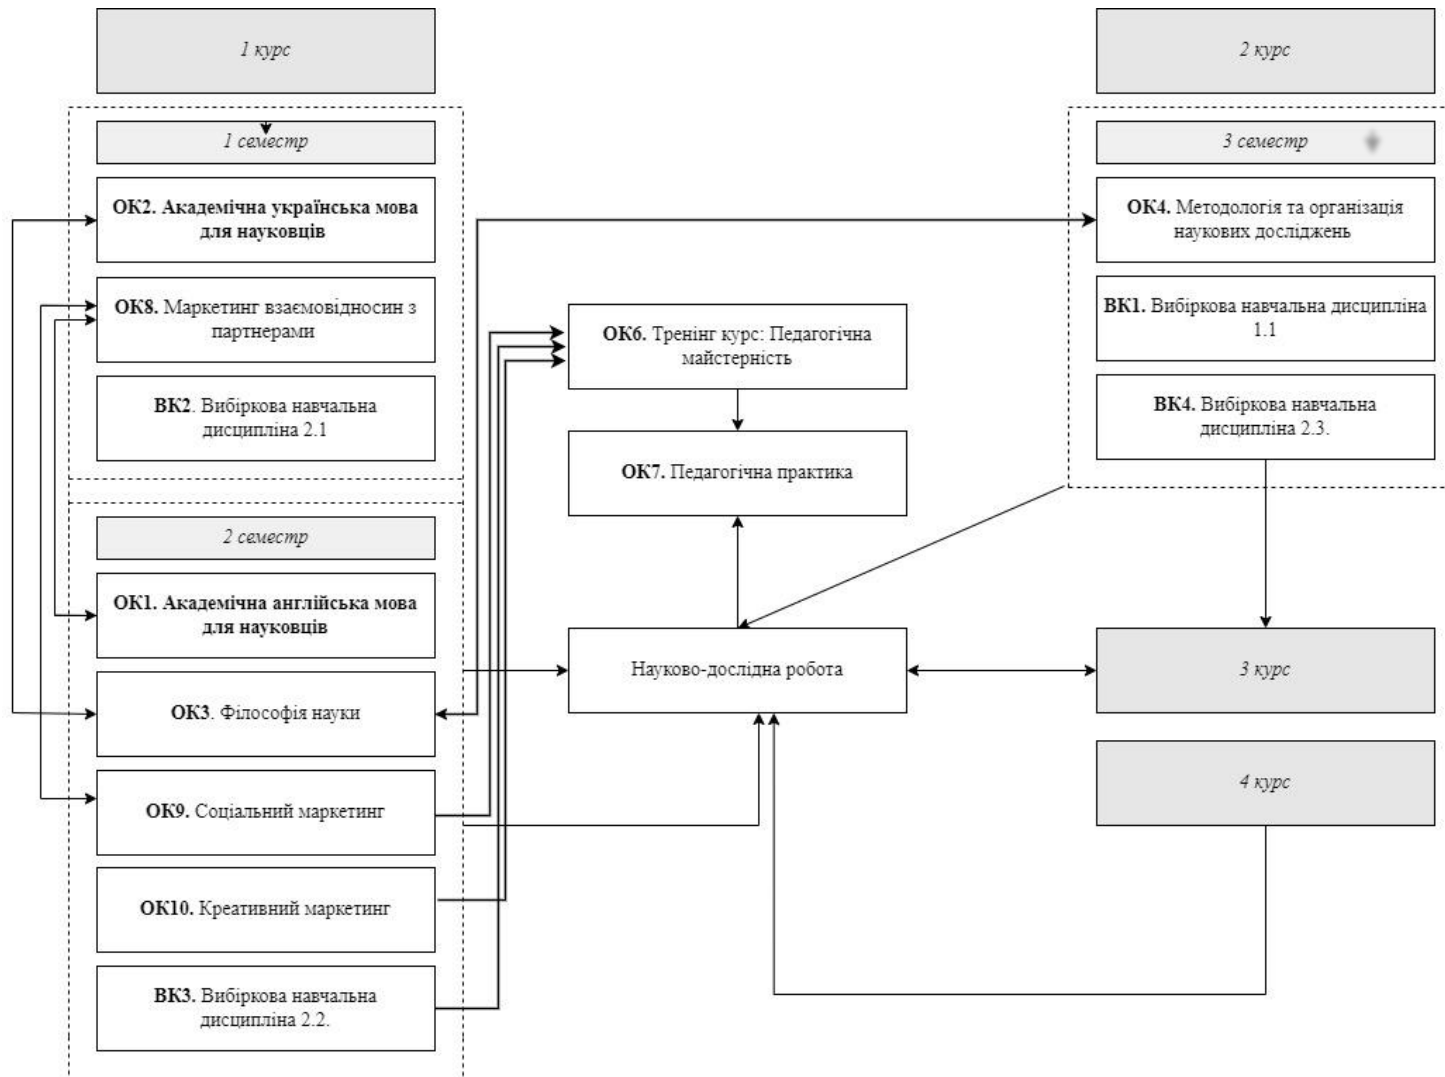 1 курс
1 семестр
ОК2. Академічна українська мова
для науковців
ОК8. Маркетинг взаємовідносин з
партнерами
ВК2. Вибіркова навчальна
дисципліна 2.1
2 семестр
ОК1. Академічна англійська мова
для науковців
ОК3. Філософія науки
ОК9. Соціальний маркетинг
ОК10. Креативний маркетинг
ВК3. Вибіркова навчальна
дисципліна 2.2.
ОК6. Тренінг курс: Педагогічна
майстерність
ОК7. Педагогічна практика
Науково-дослідна робота
2 курс
3 семестр
ОК4. Методологія та організація
наукових досліджень
ВК1. Вибіркова навчальна дисципліна
1.1
ВК4. Вибіркова навчальна
дисципліна 2.3.
3 курс
4 курс